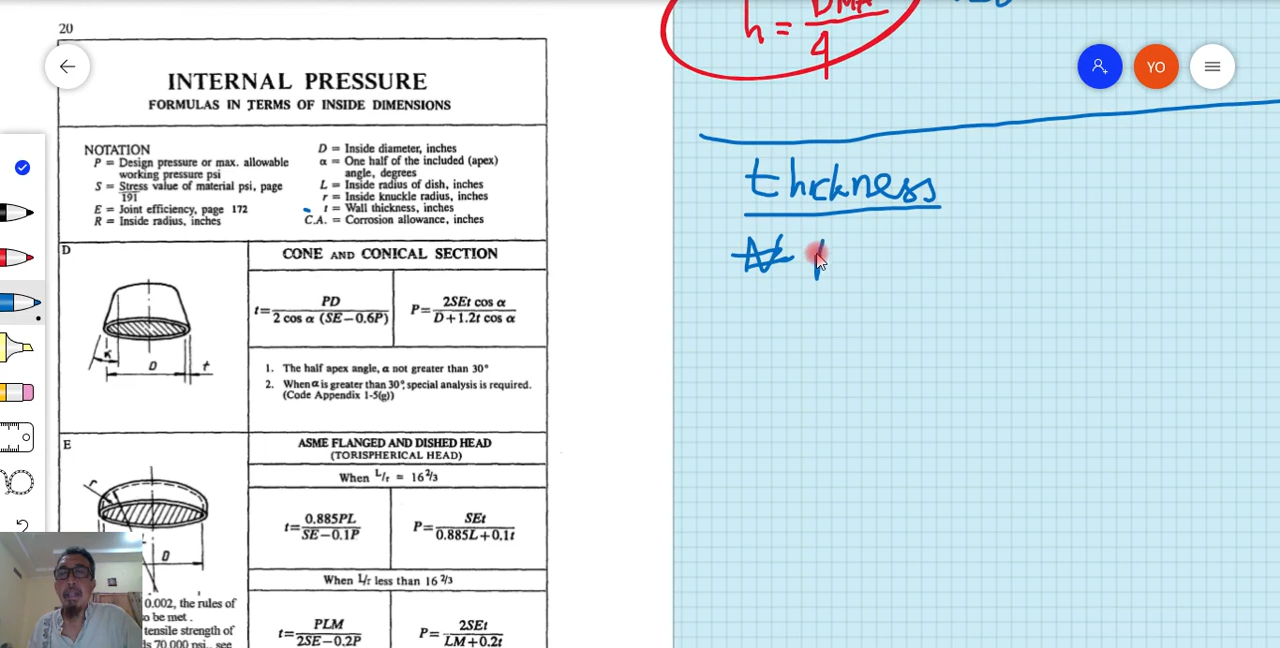 20
INTERNAL PRESSURE
FORMULAS IN TERMS OF INSIDE DIMENSIONS
NOTATION
P = Design pressure or max. allowable
working pressure psi
S = Stress value of material psi, page
191
E = Joint efficiency, page 172
R = Inside radius, inches
D = Inside diameter, inches
α = One half of the included (apex)
angle, degrees
L = Inside radius of dish, inches
r = Inside knuckle radius, inches
t = Wall thickness, inches
C.A. = Corrosion allowance, inches
D
CONE AND CONICAL SECTION
t= PD / 2 cos α (SE−0.6P)
P= 2SEt cos α / D+1.2t cos α
D
t
1. The half apex angle, α not greater than 30°
2. When α is greater than 30°, special analysis is required.
(Code Appendix 1-5(g))
E
ASME FLANGED AND DISHED HEAD
(TORISPHERICAL HEAD)
When L/r = 16 2/3
r
D
t= 0.885PL / SE−0.1P
P= SEt / 0.885L+0.1t
When L/r less than 16 2/3
0.002, the rules of
o be met .
tensile strength of
ds 70 000 psi., see
t= PLM / 2SE−0.2P
P= 2SEt / LM+0.2t
h = / 4
YO
thickness